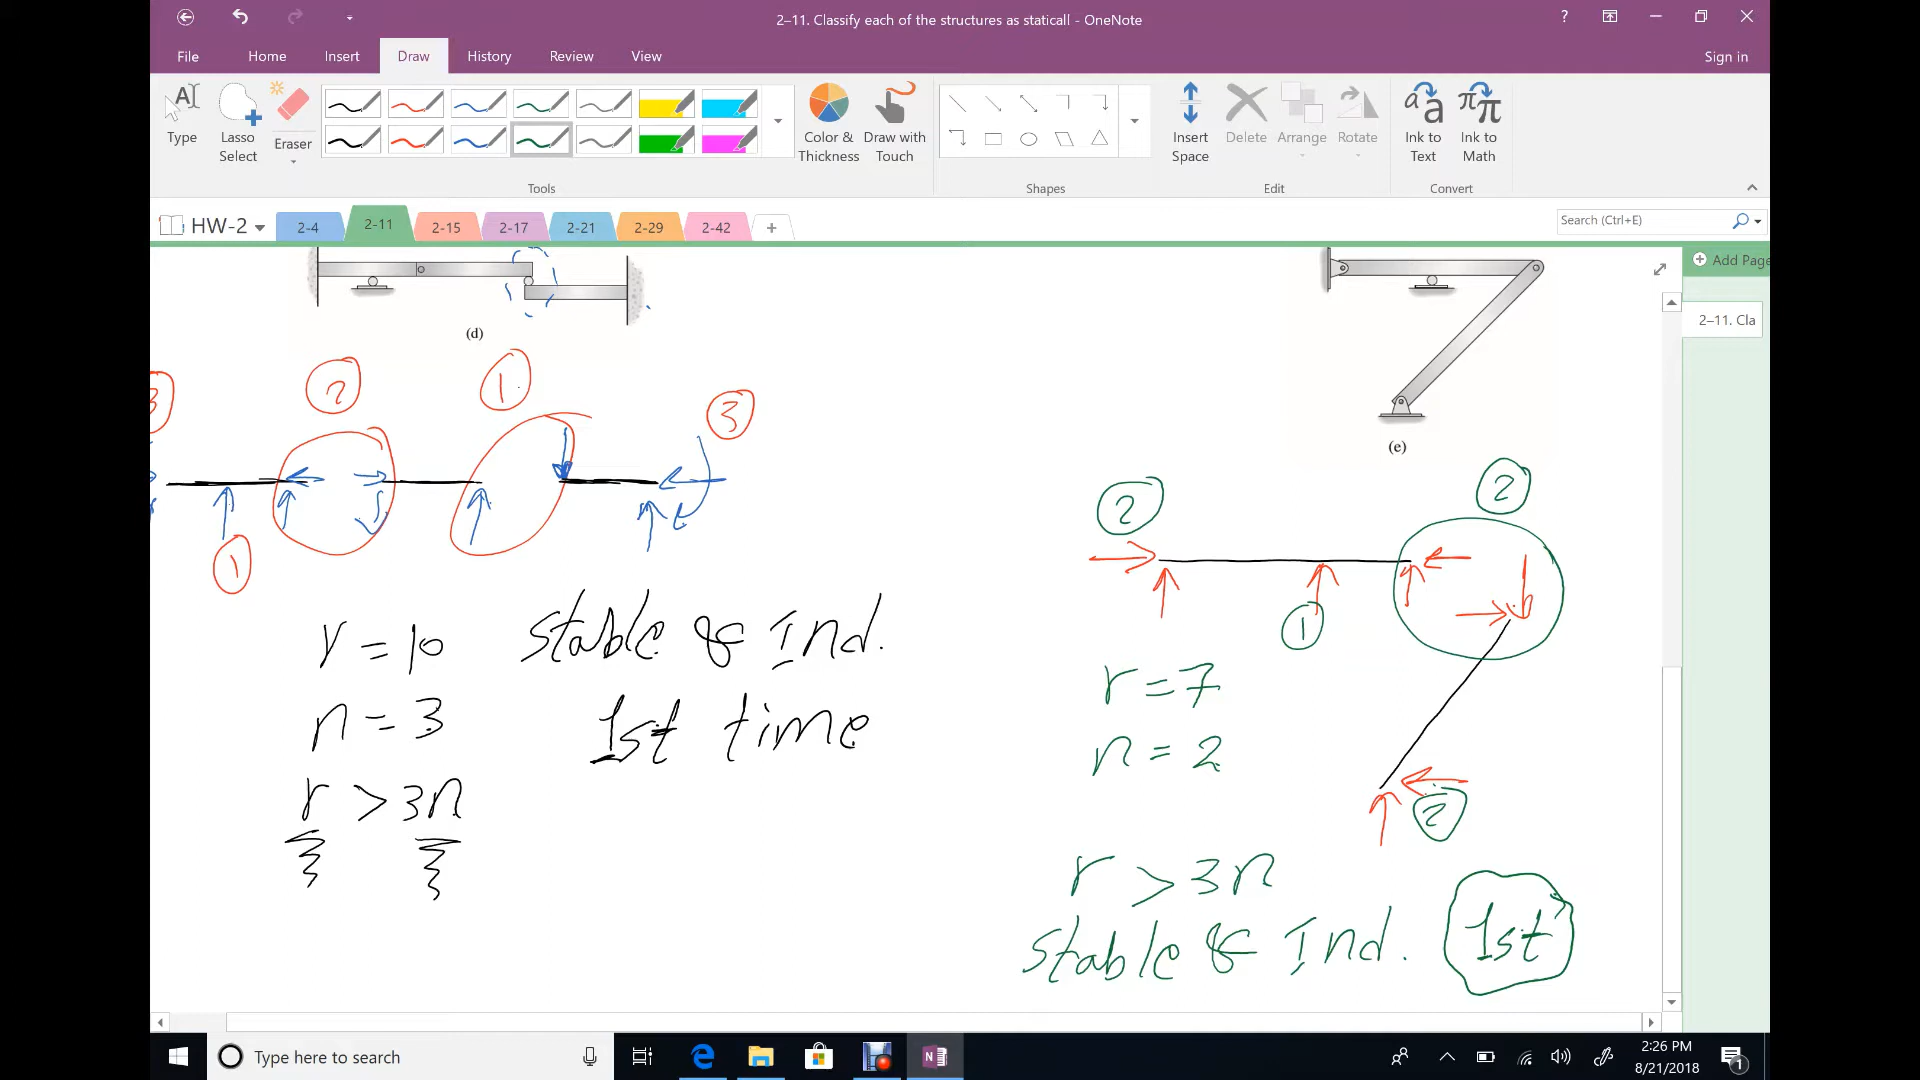 2–11. Classify each of the structures as staticall - OneNote
?
File
Home
Insert
Draw
History
Review
View
Sign in
Type
Lasso Select
Eraser
Color & Thickness
Draw with Touch
Insert Space
Delete
Arrange
Rotate
Ink to Text
Ink to Math
Tools
Shapes
Edit
Convert
HW-2
2-4
2-11
2-15
2-17
2-21
2-29
2-42
+
Search (Ctrl+E)
Add Page
2–11. Cla
(d)
(e)
3
2
1
3
1
r = 10
n = 3
r > 3n
stable & Ind.
1st time
2
2
1
2
r = 7
n = 2
r > 3n
stable & Ind.
1st
Type here to search
2:26 PM
8/21/2018
1